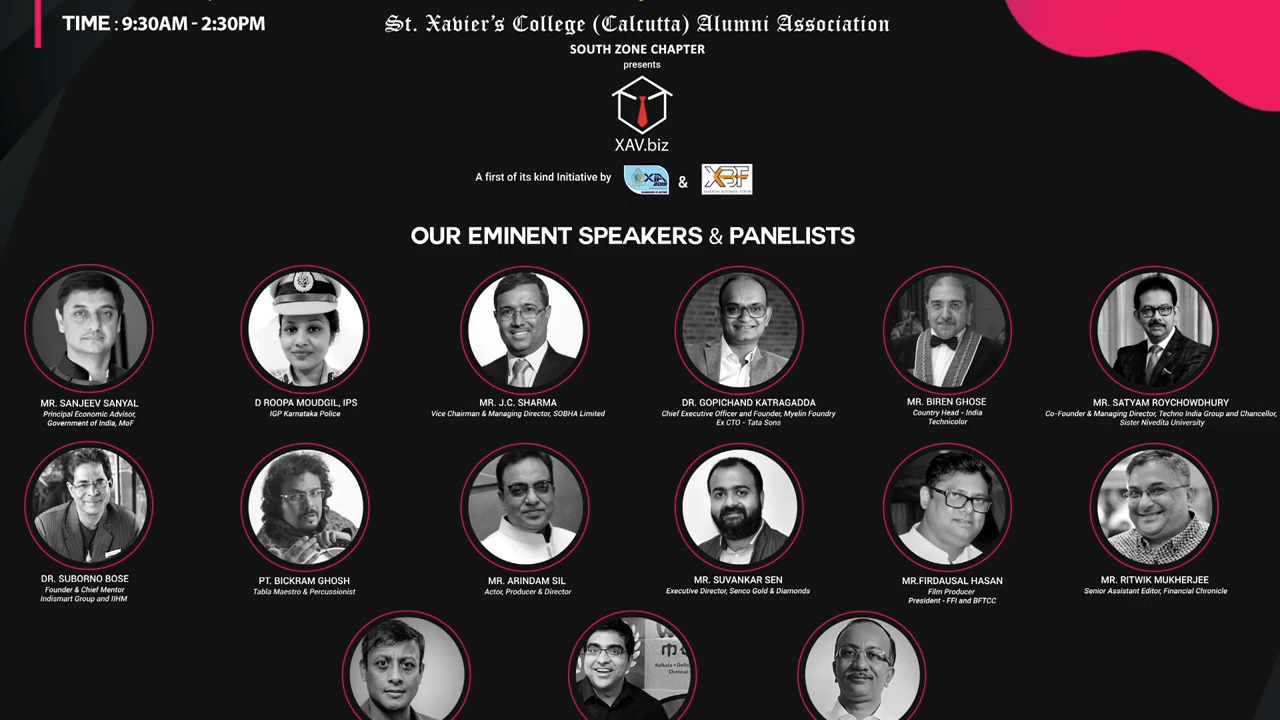 TIME : 9:30AM - 2:30PM
St. Xavier's College (Calcutta) Alumni Association
SOUTH ZONE CHAPTER
presents
XAV.biz
A first of its kind Initiative by
XBF
&
OUR EMINENT SPEAKERS & PANELISTS
MR. SANJEEV SANYAL
Principal Economic Advisor,
Government of India, MoF
D ROOPA MOUDGIL, IPS
IGP Karnataka Police
MR. J.C. SHARMA
Vice Chairman & Managing Director, SOBHA Limited
DR. GOPICHAND KATRAGADDA
Chief Executive Officer and Founder, Myelin Foundry
Ex CTO - Tata Sons
MR. BIREN GHOSE
Country Head - India
Technicolor
MR. SATYAM ROYCHOWDHURY
Co-Founder & Managing Director, Techno India Group and Chancellor,
Sister Nivedita University
DR. SUBORNO BOSE
Founder & Chief Mentor
Indismart Group and IIHM
PT. BICKRAM GHOSH
Tabla Maestro & Percussionist
MR. ARINDAM SIL
Actor, Producer & Director
MR. SUVANKAR SEN
Executive Director, Senco Gold & Diamonds
MR.FIRDAUSAL HASAN
Film Producer
President - FFI and BFTCC
MR. RITWIK MUKHERJEE
Senior Assistant Editor, Financial Chronicle